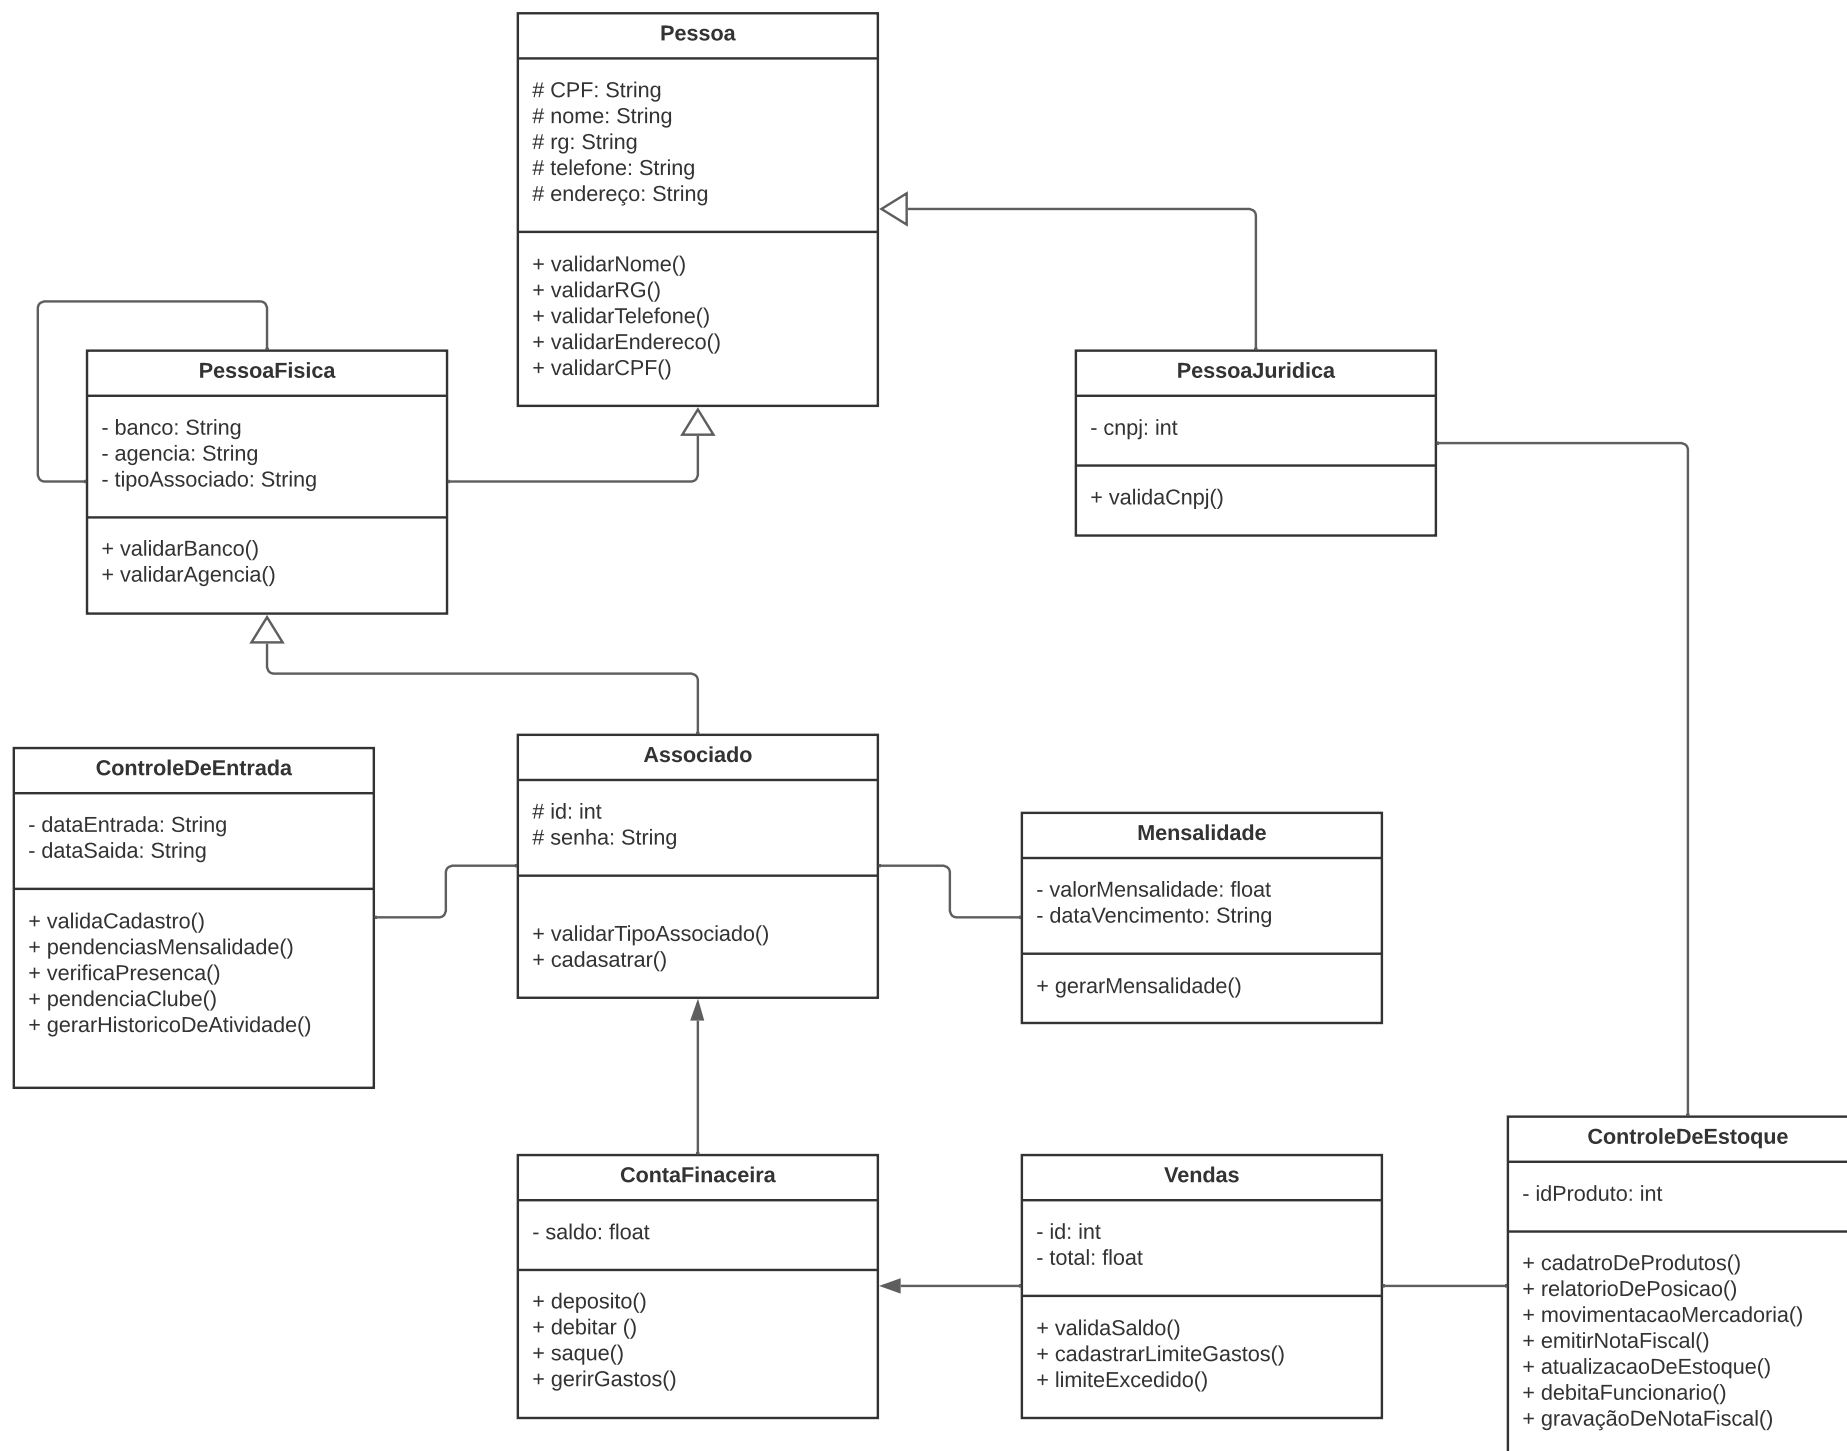 Pessoa
# CPF: String
# nome: String
# rg: String
# telefone: String
# endereço: String
+ validarNome()
+ validarRG()
+ validarTelefone()
+ validarEndereco()
+ validarCPF()
PessoaFisica
- banco: String
- agencia: String
- tipoAssociado: String
+ validarBanco()
+ validarAgencia()
PessoaJuridica
- cnpj: int
+ validaCnpj()
ControleDeEntrada
- dataEntrada: String
- dataSaida: String
+ validaCadastro()
+ pendenciasMensalidade()
+ verificaPresenca()
+ pendenciaClube()
+ gerarHistoricoDeAtividade()
Associado
# id: int
# senha: String
+ validarTipoAssociado()
+ cadasatrar()
Mensalidade
- valorMensalidade: float
- dataVencimento: String
+ gerarMensalidade()
ContaFinaceira
- saldo: float
+ deposito()
+ debitar ()
+ saque()
+ gerirGastos()
Vendas
- id: int
- total: float
+ validaSaldo()
+ cadastrarLimiteGastos()
+ limiteExcedido()
ControleDeEstoque
- idProduto: int
+ cadatroDeProdutos()
+ relatorioDePosicao()
+ movimentacaoMercadoria()
+ emitirNotaFiscal()
+ atualizacaoDeEstoque()
+ debitaFuncionario()
+ gravaçãoDeNotaFiscal()